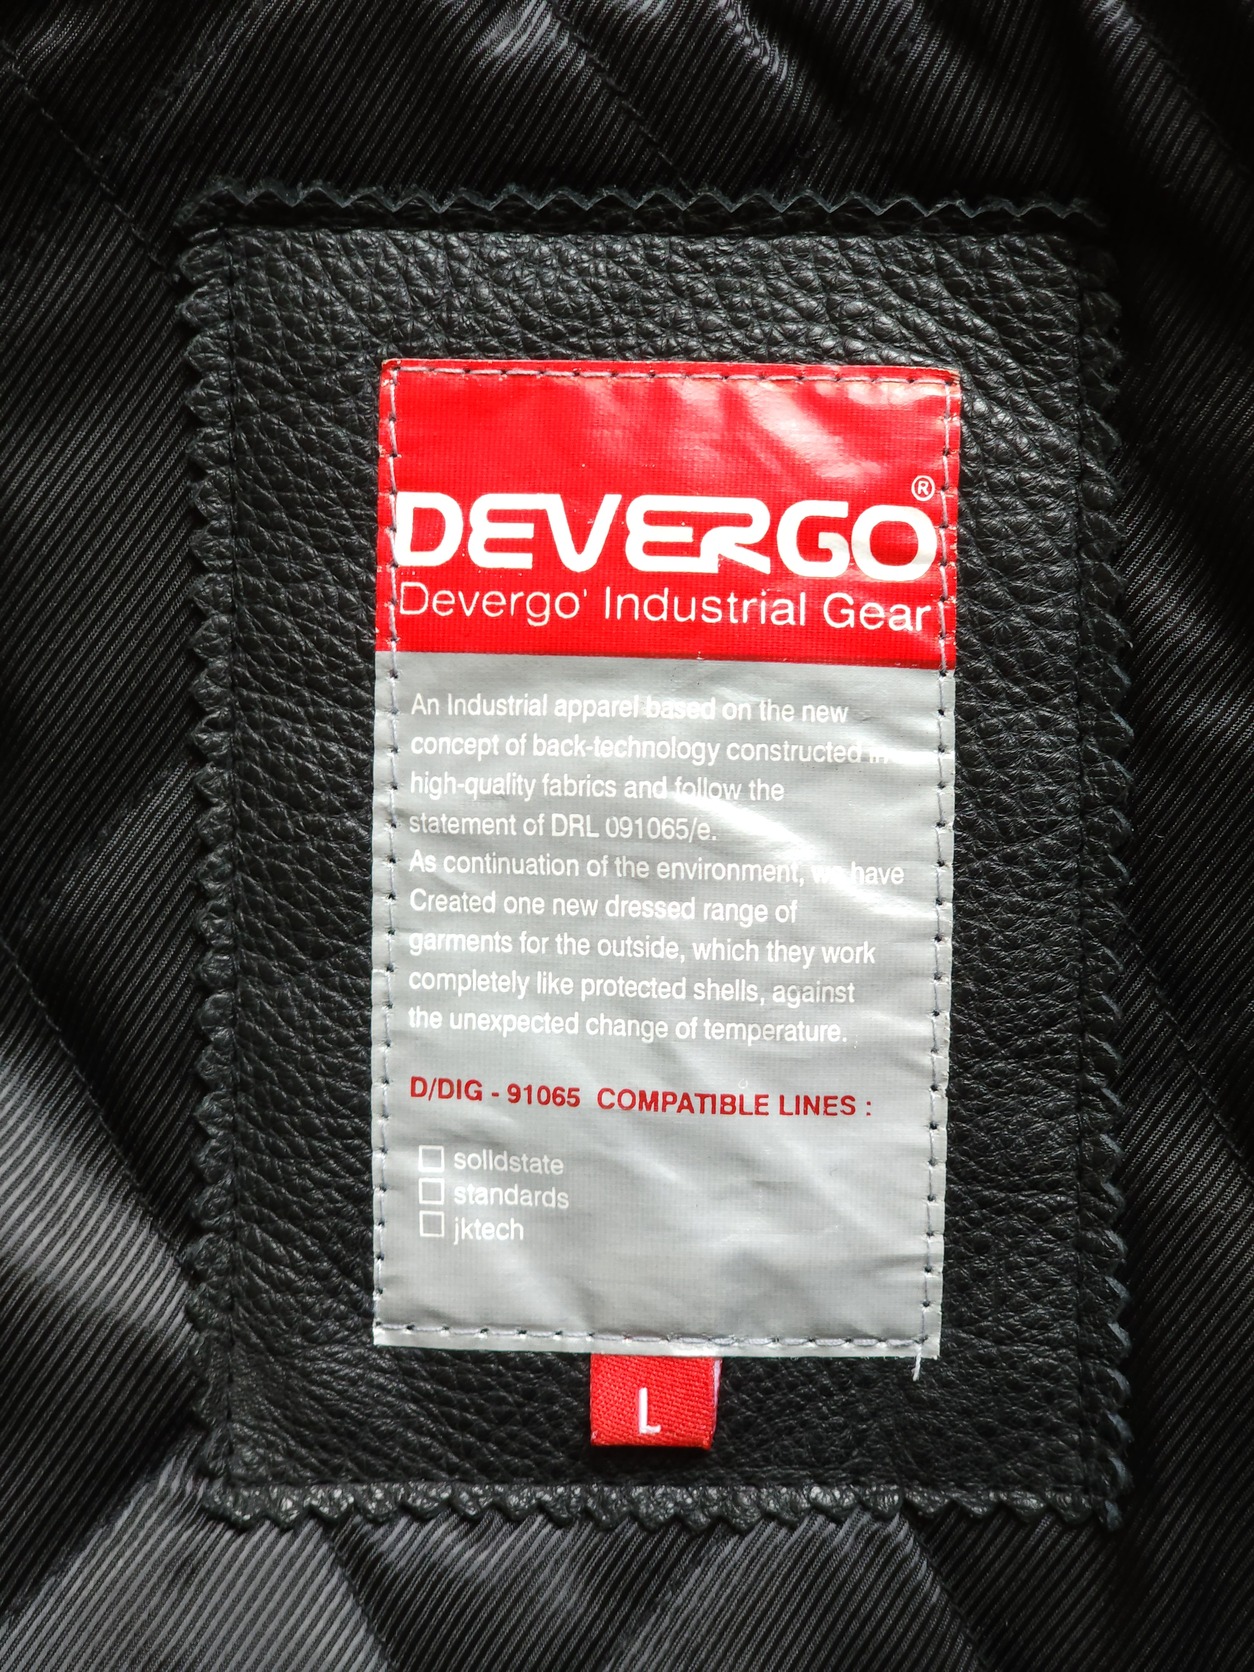 DEVERGO®
Devergo' Industrial Gear
An Industrial apparel based on the new
concept of back-technology constructed in
high-quality fabrics and follow the
statement of DRL 091065/e.
As continuation of the environment, we have
Created one new dressed range of
garments for the outside, which they work
completely like protected shells, against
the unexpected change of temperature.
D/DIG - 91065 COMPATIBLE LINES :
solidstate
standards
jktech
L